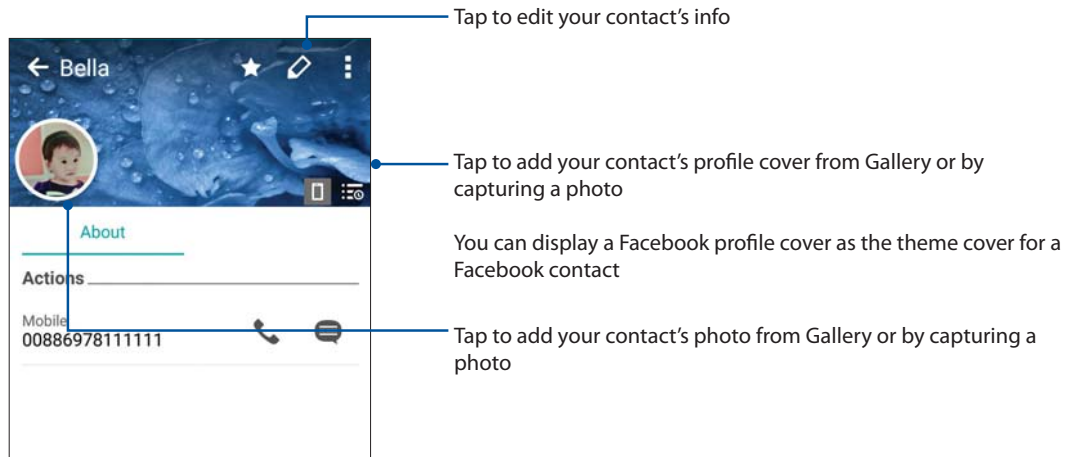 Tap to edit your contact's info
Bella
Tap to add your contact's profile cover from Gallery or by
capturing a photo
You can display a Facebook profile cover as the theme cover for a
Facebook contact
About
Actions
Mobile
00886978111111
Tap to add your contact's photo from Gallery or by capturing a
photo